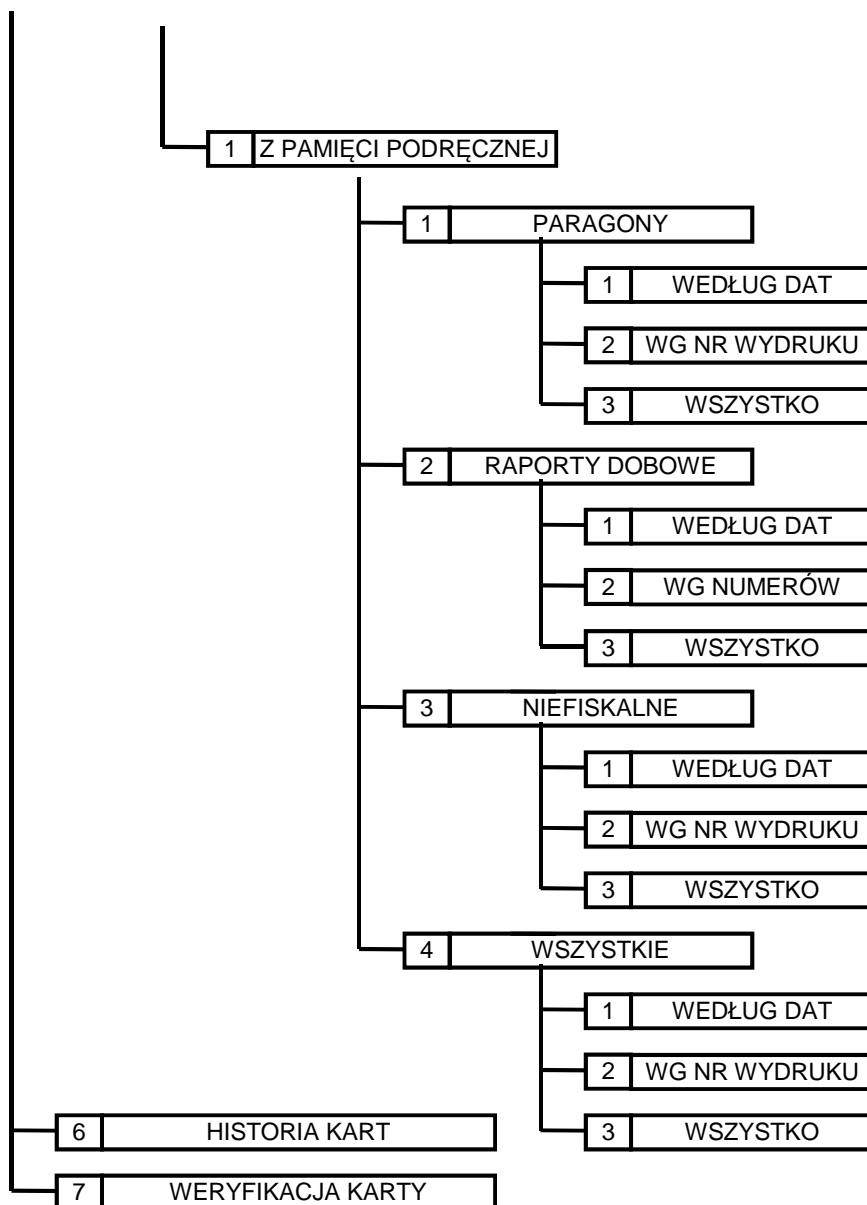 1 Z PAMIĘCI PODRĘCZNEJ
1 PARAGONY
1 WEDŁUG DAT
2 WG NR WYDRUKU
3 WSZYSTKO
2 RAPORTY DOBOWE
1 WEDŁUG DAT
2 WG NUMERÓW
3 WSZYSTKO
3 NIEFISKALNE
1 WEDŁUG DAT
2 WG NR WYDRUKU
3 WSZYSTKO
4 WSZYSTKIE
1 WEDŁUG DAT
2 WG NR WYDRUKU
3 WSZYSTKO
6 HISTORIA KART
7 WERYFIKACJA KARTY